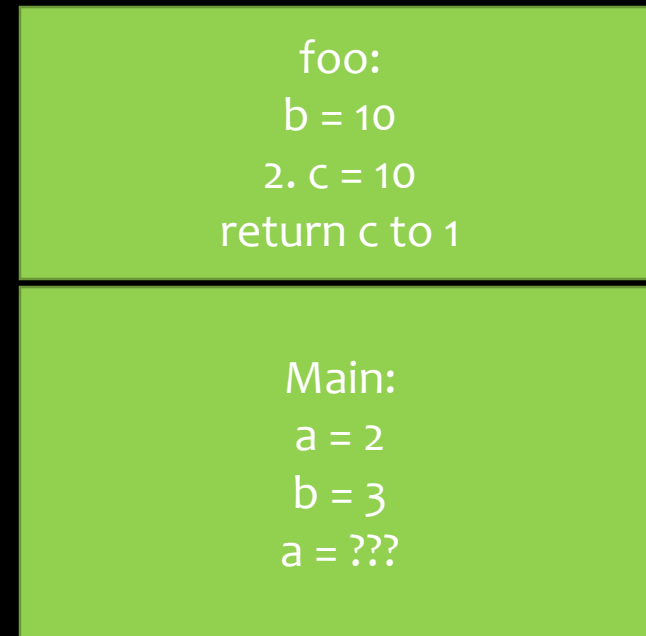 foo:
b = 10
2. c = 10
return c to 1
Main:
a = 2
b = 3
a = ???